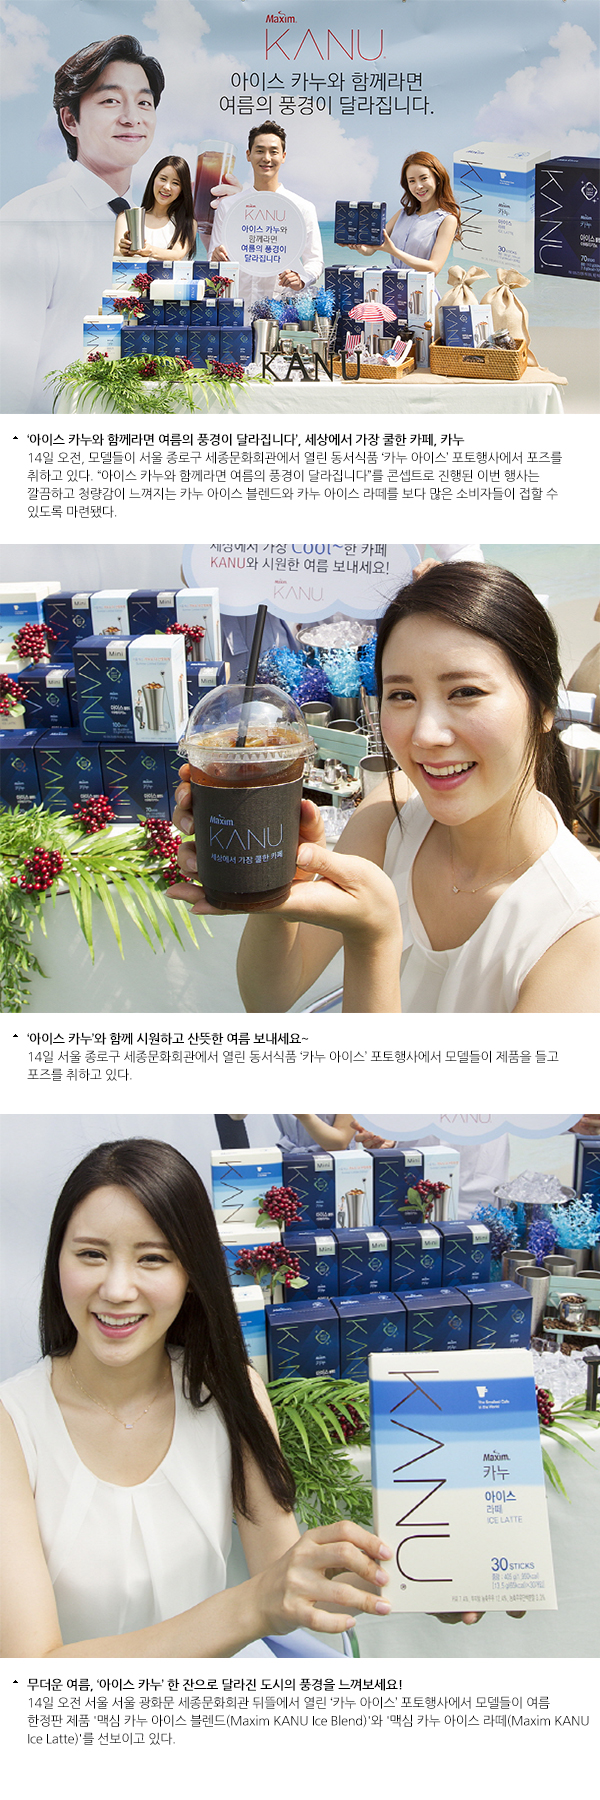 Maxim.
KANU
아이스 카누와 함께라면
여름의 풍경이 달라집니다.
KANU
아이스 카누와
함께라면
여름의 풍경이
달라집니다
KANU
카누
아이스
KANU
KANU
'아이스 카누와 함께라면 여름의 풍경이 달라집니다', 세상에서 가장 쿨한 카페, 카누
14일 오전, 모델들이 서울 종로구 세종문화회관에서 열린 동서식품 '카누 아이스' 포토행사에서 포즈를
취하고 있다. "아이스 카누와 함께라면 여름의 풍경이 달라집니다"를 콘셉트로 진행된 이번 행사는
깔끔하고 청량감이 느껴지는 카누 아이스 블렌드와 카누 아이스 라떼를 보다 많은 소비자들이 접할 수
있도록 마련됐다.
세상에서 가장 Cool~한 카페
KANU와 시원한 여름 보내세요!
KANU
Mini
Mini
KANU
KANU
Maxim.
KANU
세상에서 가장 쿨한 카페
'아이스 카누'와 함께 시원하고 산뜻한 여름 보내세요~
14일 서울 종로구 세종문화회관에서 열린 동서식품 '카누 아이스' 포토행사에서 모델들이 제품을 들고
포즈를 취하고 있다.
KANU
Mini
Mini
KANU
KANU
The Smallest Cafe
in the World
Maxim.
카누
아이스
라떼
ICE LATTE
30 STICKS
무더운 여름, '아이스 카누' 한 잔으로 달라진 도시의 풍경을 느껴보세요!
14일 오전 서울 서울 광화문 세종문화회관 뒤뜰에서 열린 '카누 아이스' 포토행사에서 모델들이 여름
한정판 제품 '맥심 카누 아이스 블렌드(Maxim KANU Ice Blend)'와 '맥심 카누 아이스 라떼(Maxim KANU
Ice Latte)'를 선보이고 있다.